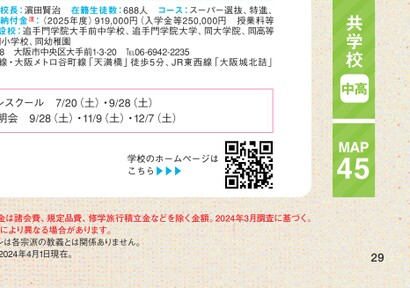 校長：濵田賢治　在籍生徒数：688人　コース：スーパー選抜、特進、
納付金注：（2025年度）919,000円（入学金等250,000円　授業料等
設校：追手門学院大手前中学校、追手門学院大学、同大学院、同高等
同小学校、同幼稚園
8　大阪市中央区大手前1-3-20　TEL06-6942-2235
線・大阪メトロ谷町線「天満橋」徒歩5分、JR東西線「大阪城北詰」
ンスクール　7/20（土）・9/28（土）
明会　9/28（土）・11/9（土）・12/7（土）
学校のホームページは
こちら▶▶▶
共学校
中高
MAP
45
金は諸会費、規定品費、修学旅行積立金などを除く金額。2024年3月調査に基づく。
により異なる場合があります。
ンは各宗派の教義とは関係ありません。
2024年4月1日現在。
29